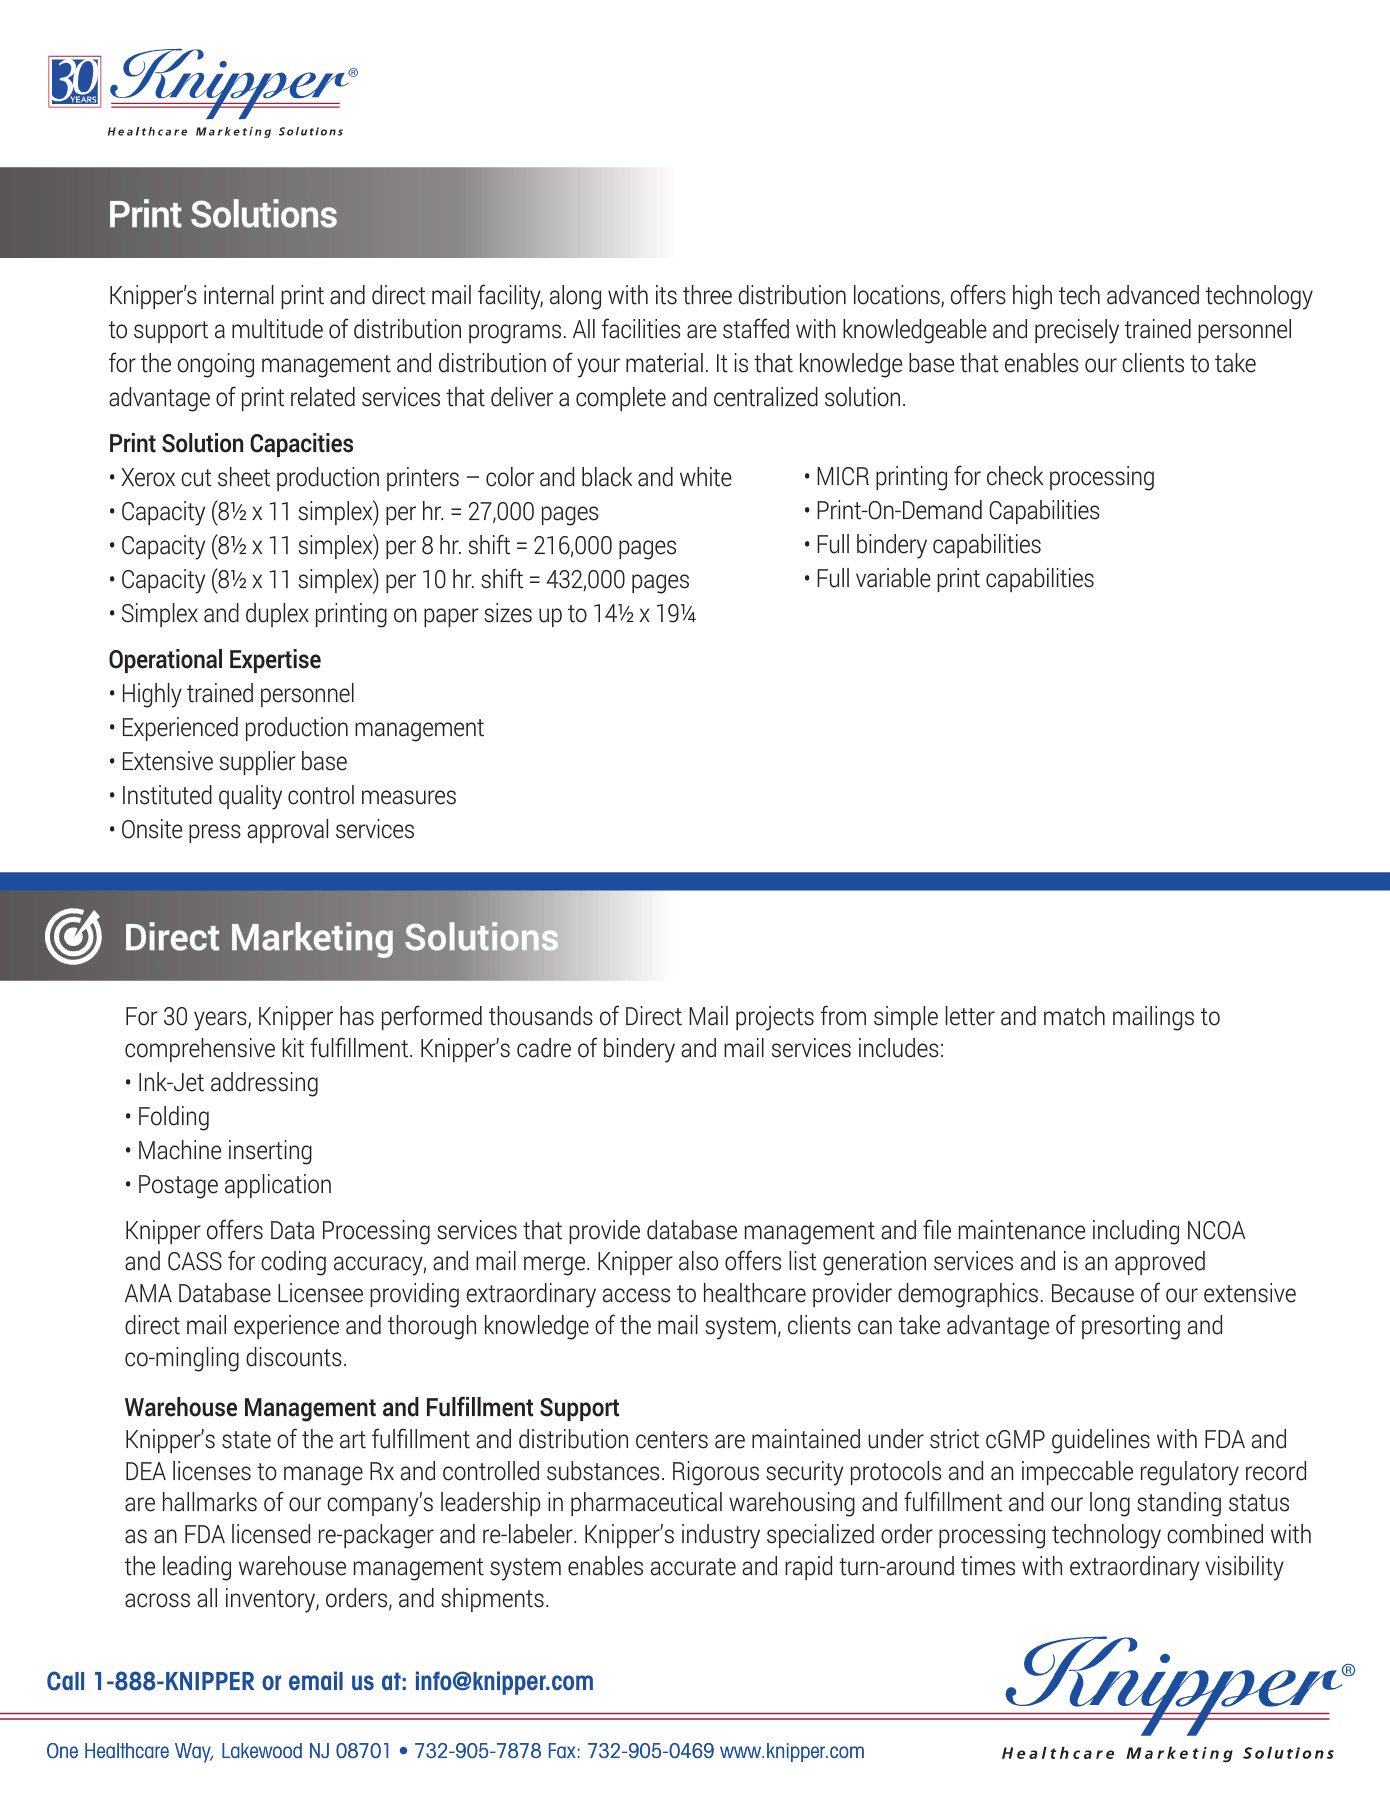 30 YEARS Knipper®
Healthcare Marketing Solutions
Print Solutions
Knipper’s internal print and direct mail facility, along with its three distribution locations, offers high tech advanced technology
to support a multitude of distribution programs. All facilities are staffed with knowledgeable and precisely trained personnel
for the ongoing management and distribution of your material. It is that knowledge base that enables our clients to take
advantage of print related services that deliver a complete and centralized solution.
Print Solution Capacities
• Xerox cut sheet production printers – color and black and white
• Capacity (8½ x 11 simplex) per hr. = 27,000 pages
• Capacity (8½ x 11 simplex) per 8 hr. shift = 216,000 pages
• Capacity (8½ x 11 simplex) per 10 hr. shift = 432,000 pages
• Simplex and duplex printing on paper sizes up to 14½ x 19¼
• MICR printing for check processing
• Print-On-Demand Capabilities
• Full bindery capabilities
• Full variable print capabilities
Operational Expertise
• Highly trained personnel
• Experienced production management
• Extensive supplier base
• Instituted quality control measures
• Onsite press approval services
Direct Marketing Solutions
For 30 years, Knipper has performed thousands of Direct Mail projects from simple letter and match mailings to
comprehensive kit fulfillment. Knipper’s cadre of bindery and mail services includes:
• Ink-Jet addressing
• Folding
• Machine inserting
• Postage application
Knipper offers Data Processing services that provide database management and file maintenance including NCOA
and CASS for coding accuracy, and mail merge. Knipper also offers list generation services and is an approved
AMA Database Licensee providing extraordinary access to healthcare provider demographics. Because of our extensive
direct mail experience and thorough knowledge of the mail system, clients can take advantage of presorting and
co-mingling discounts.
Warehouse Management and Fulfillment Support
Knipper’s state of the art fulfillment and distribution centers are maintained under strict cGMP guidelines with FDA and
DEA licenses to manage Rx and controlled substances. Rigorous security protocols and an impeccable regulatory record
are hallmarks of our company’s leadership in pharmaceutical warehousing and fulfillment and our long standing status
as an FDA licensed re-packager and re-labeler. Knipper’s industry specialized order processing technology combined with
the leading warehouse management system enables accurate and rapid turn-around times with extraordinary visibility
across all inventory, orders, and shipments.
Call 1-888-KNIPPER or email us at: info@knipper.com
One Healthcare Way, Lakewood NJ 08701 • 732-905-7878 Fax: 732-905-0469 www.knipper.com
Knipper®
Healthcare Marketing Solutions